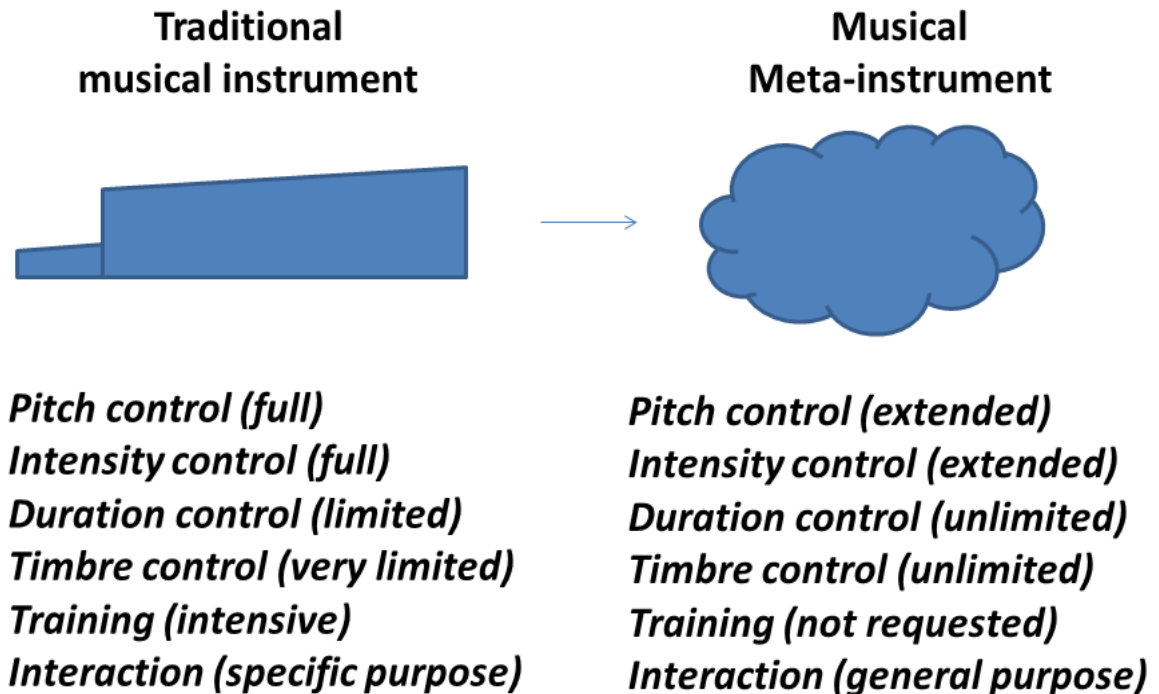 Traditional
musical instrument
Musical
Meta-instrument
Pitch control (full)
Intensity control (full)
Duration control (limited)
Timbre control (very limited)
Training (intensive)
Interaction (specific purpose)
Pitch control (extended)
Intensity control (extended)
Duration control (unlimited)
Timbre control (unlimited)
Training (not requested)
Interaction (general purpose)